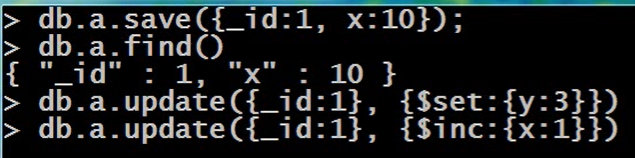 > db.a.save({_id:1, x:10});
> db.a.find()
{ "_id" : 1, "x" : 10 }
> db.a.update({_id:1}, {$set:{y:3}})
> db.a.update({_id:1}, {$inc:{x:1}})